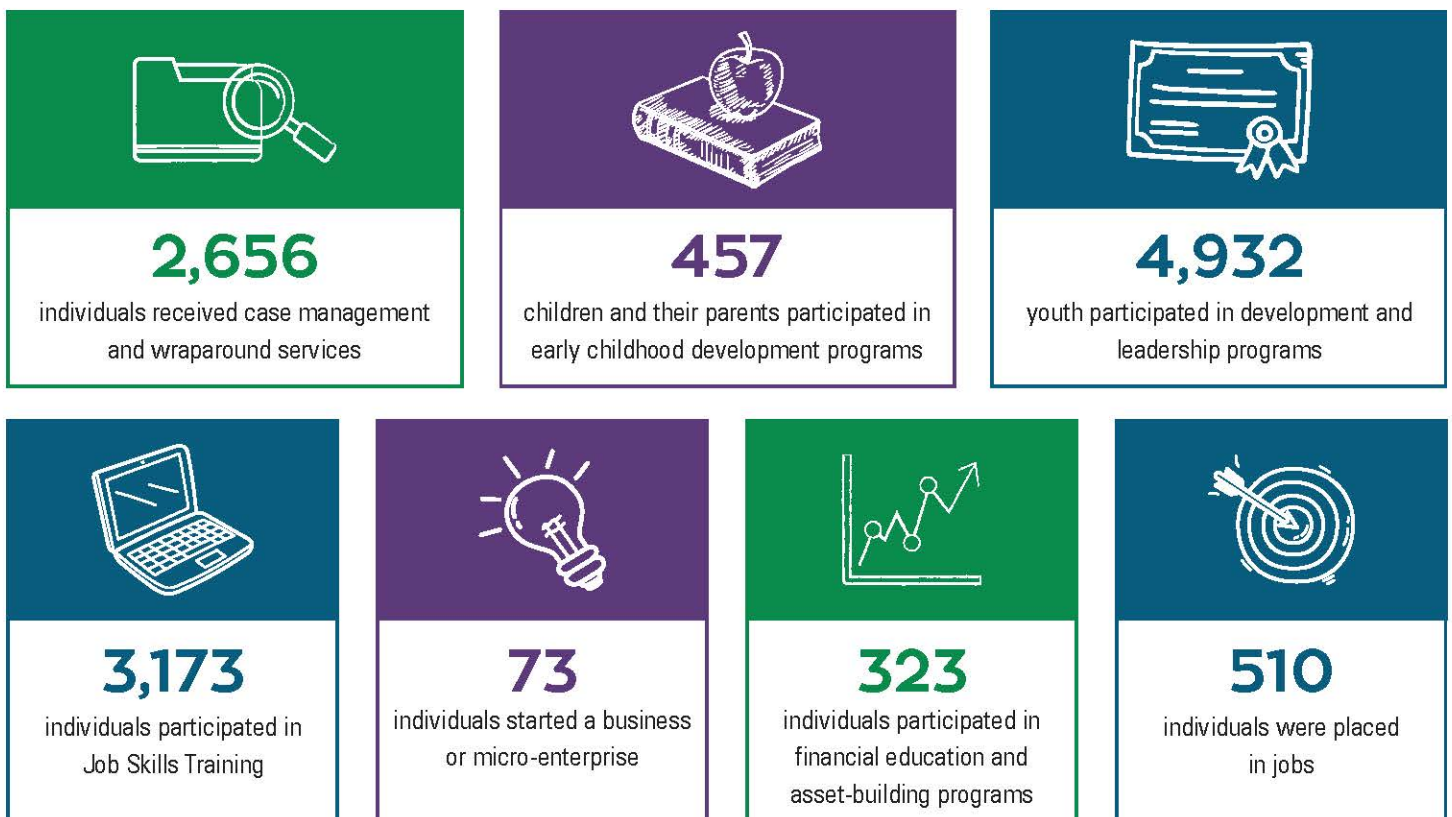 2,656
individuals received case management
and wraparound services
457
children and their parents participated in
early childhood development programs
4,932
youth participated in development and
leadership programs
3,173
individuals participated in
Job Skills Training
73
individuals started a business
or micro-enterprise
323
individuals participated in
financial education and
asset-building programs
510
individuals were placed
in jobs